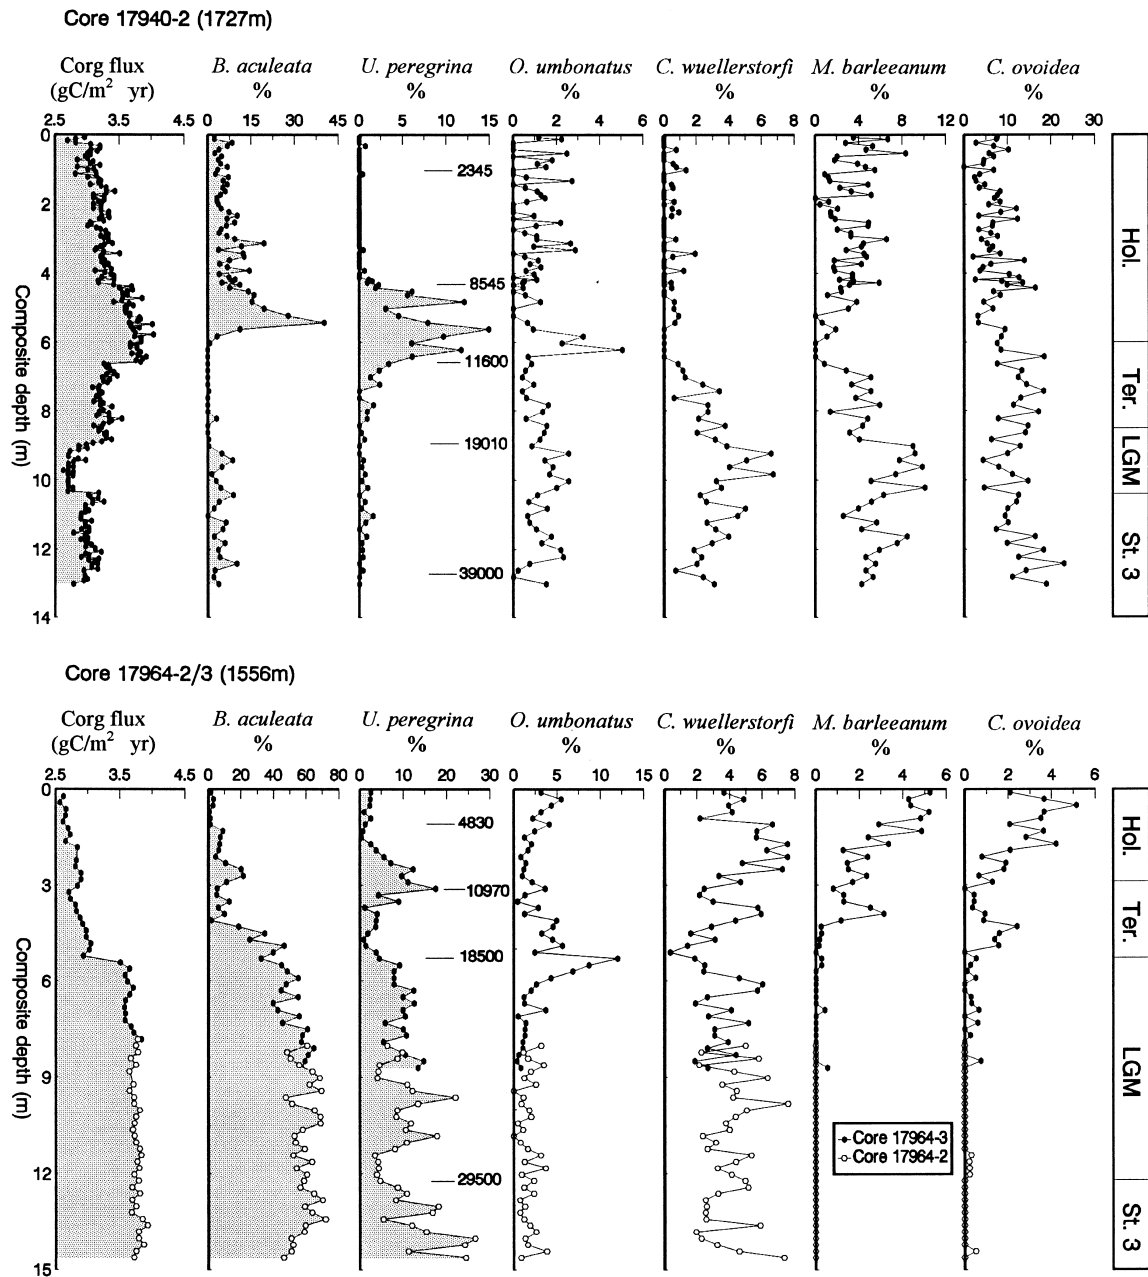 Core 17940-2 (1727m)
Corg flux B. aculeata U. peregrina O. umbonatus C. wuellerstorfi M. barleeanum C. ovoidea
(gC/m² yr) % % % % % %
2.5 3.5 4.5 0 15 30 45 0 5 10 15 0 2 4 6 0 2 4 6 8 0 4 8 12 0 10 20 30
0
2345
2
Hol.
4
8545
Composite depth (m)
6
11600
Ter.
8
19010
LGM
10
12
39000
St. 3
14
Core 17964-2/3 (1556m)
Corg flux B. aculeata U. peregrina O. umbonatus C. wuellerstorfi M. barleeanum C. ovoidea
(gC/m² yr) % % % % % %
2.5 3.5 4.5 0 20 40 60 80 0 10 20 30 0 5 10 15 0 2 4 6 8 0 2 4 6 0 2 4 6
0
4830
Hol.
3
10970
Ter.
18500
6
Composite depth (m)
LGM
9
Core 17964-3
Core 17964-2
12
29500
St. 3
15